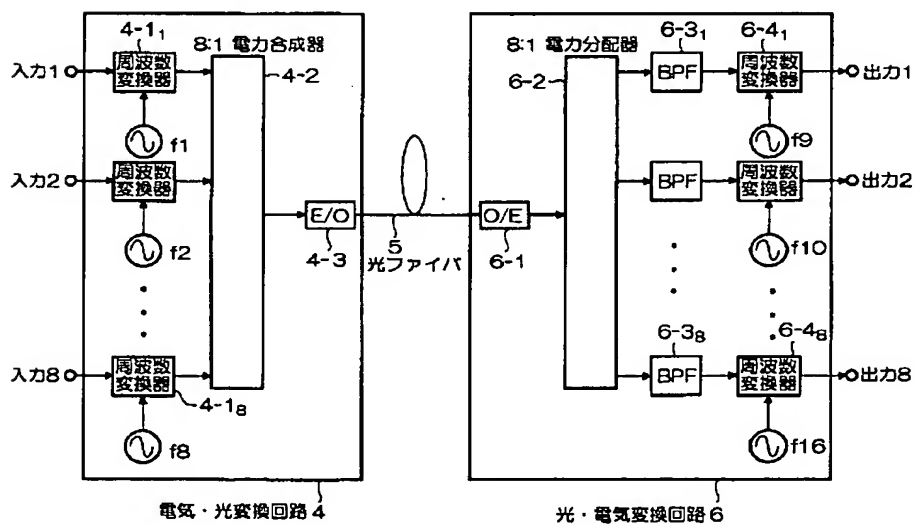 4-1₁
8:1 電力合成器
4-2
入力1
周波数
変換器
f1
入力2
周波数
変換器
f2
入力8
周波数
変換器
4-1₈
f8
E/O
4-3
電気・光変換回路4
5
光ファイバ
8:1 電力分配器
6-2
O/E
6-1
6-3₁
BPF
6-4₁
周波数
変換器
出力1
f9
BPF
周波数
変換器
出力2
f10
6-3₈
BPF
6-4₈
周波数
変換器
出力8
f16
光・電気変換回路6